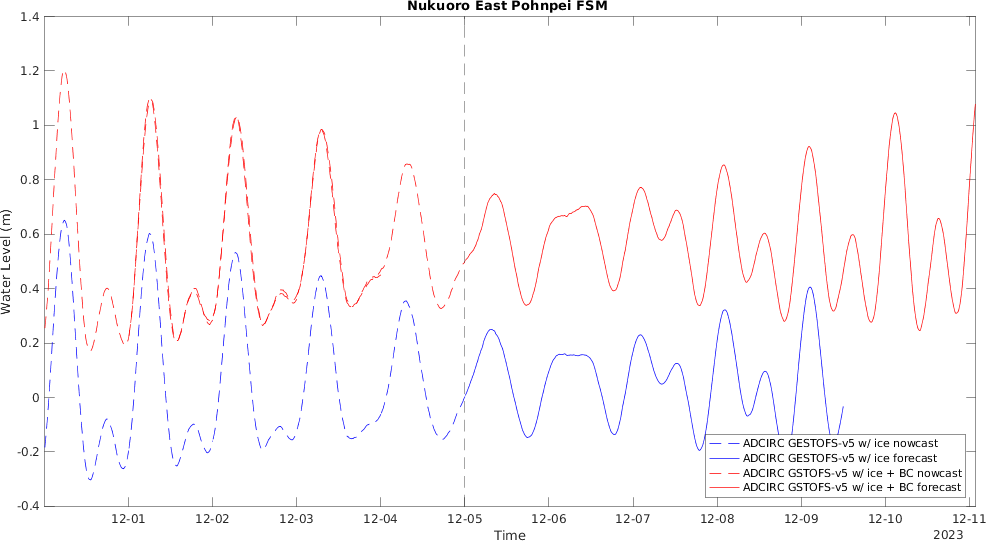 Nukuoro East Pohnpei FSM
1.4
1.2
1
0.8
0.6
0.4
0.2
0
-0.2
-0.4
Water Level (m)
12-01 12-02 12-03 12-04 12-05 12-06 12-07 12-08 12-09 12-10 12-11
Time
2023
ADCIRC GESTOFS-v5 w/ ice nowcast
ADCIRC GESTOFS-v5 w/ ice forecast
ADCIRC GSTOFS-v5 w/ ice + BC nowcast
ADCIRC GSTOFS-v5 w/ ice + BC forecast